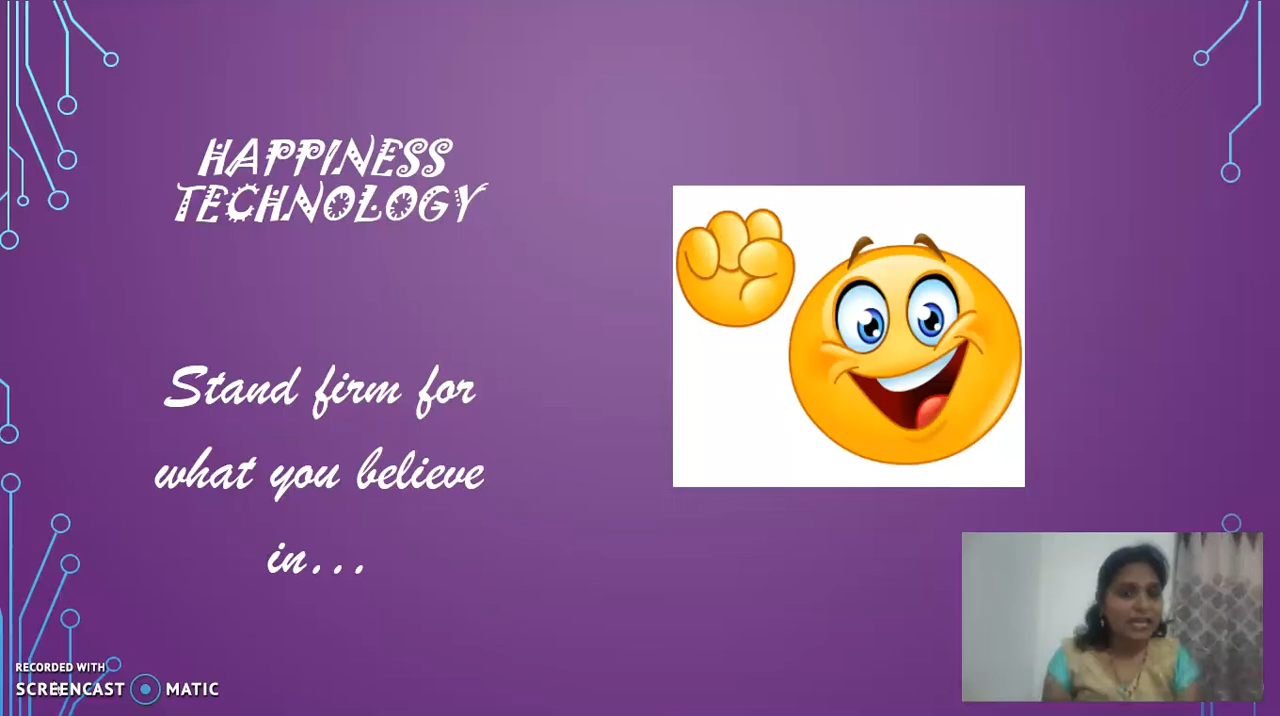 HAPPINESS
TECHNOLOGY
Stand firm for
what you believe
in...
RECORDED WITH
SCREENCAST MATIC